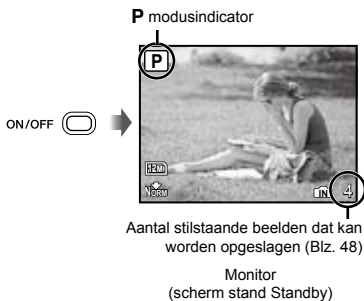 P modusindicator
P
ON/OFF
12M
NORM
IN 4
Aantal stilstaande beelden dat kan
worden opgeslagen (Blz. 48)
Monitor
(scherm stand Standby)